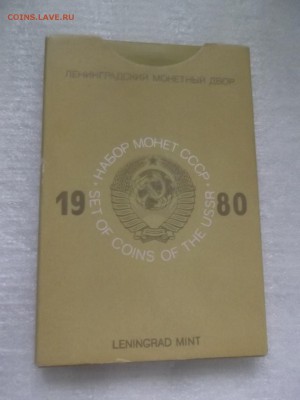 COINS.LAVE.RU
ЛЕНИНГРАДСКИЙ МОНЕТНЫЙ ДВОР
• НАБОР МОНЕТ СССР •
19 80
SET OF COINS OF THE USSR
LENINGRAD MINT